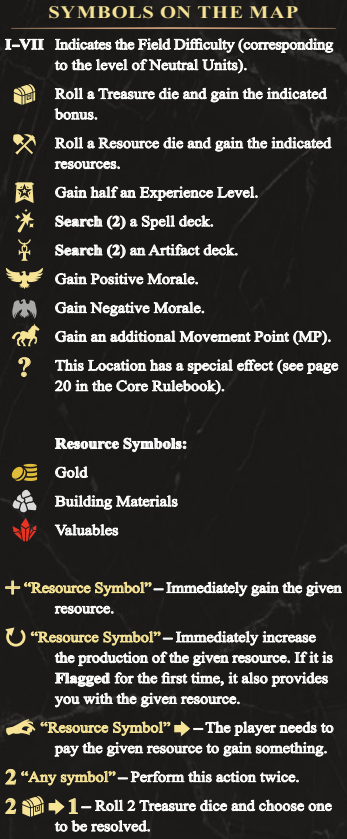 SYMBOLS ON THE MAP
I–VII Indicates the Field Difficulty (corresponding
to the level of Neutral Units).
Roll a Treasure die and gain the indicated
bonus.
Roll a Resource die and gain the indicated
resources.
Gain half an Experience Level.
Search (2) a Spell deck.
Search (2) an Artifact deck.
Gain Positive Morale.
Gain Negative Morale.
Gain an additional Movement Point (MP).
? This Location has a special effect (see page
20 in the Core Rulebook).
Resource Symbols:
Gold
Building Materials
Valuables
+ “Resource Symbol” – Immediately gain the given
resource.
“Resource Symbol” – Immediately increase
the production of the given resource. If it is
Flagged for the first time, it also provides
you with the given resource.
“Resource Symbol” – The player needs to
pay the given resource to gain something.
2 “Any symbol” – Perform this action twice.
2 1 – Roll 2 Treasure dice and choose one
to be resolved.